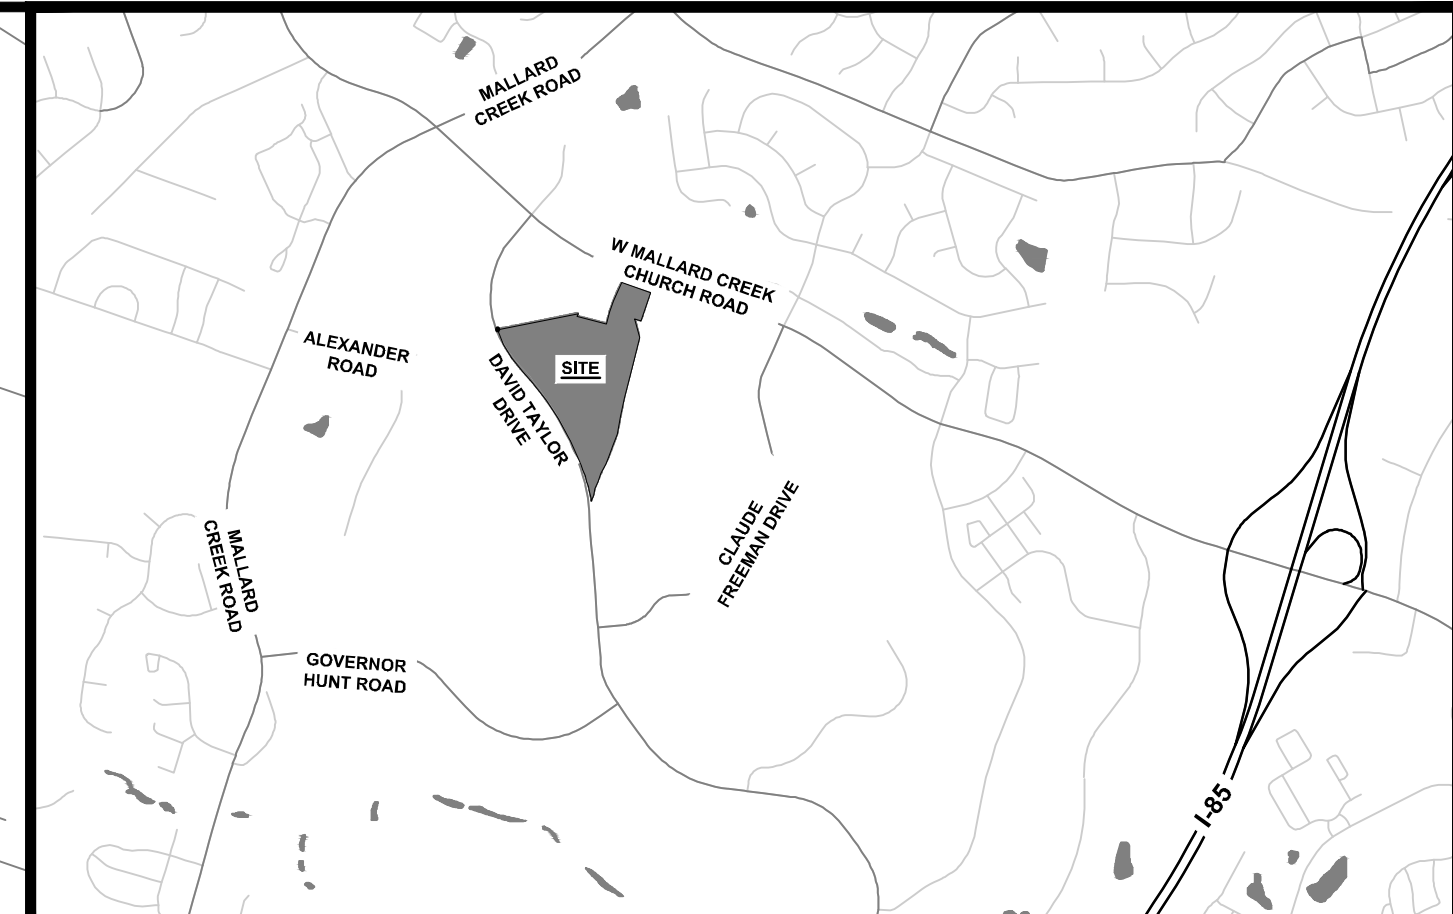 MALLARD
CREEK ROAD
W MALLARD CREEK
CHURCH ROAD
ALEXANDER
ROAD
SITE
DAVID TAYLOR
DRIVE
CLAUDE
FREEMAN DRIVE
MALLARD
CREEK ROAD
GOVERNOR
HUNT ROAD
I-85